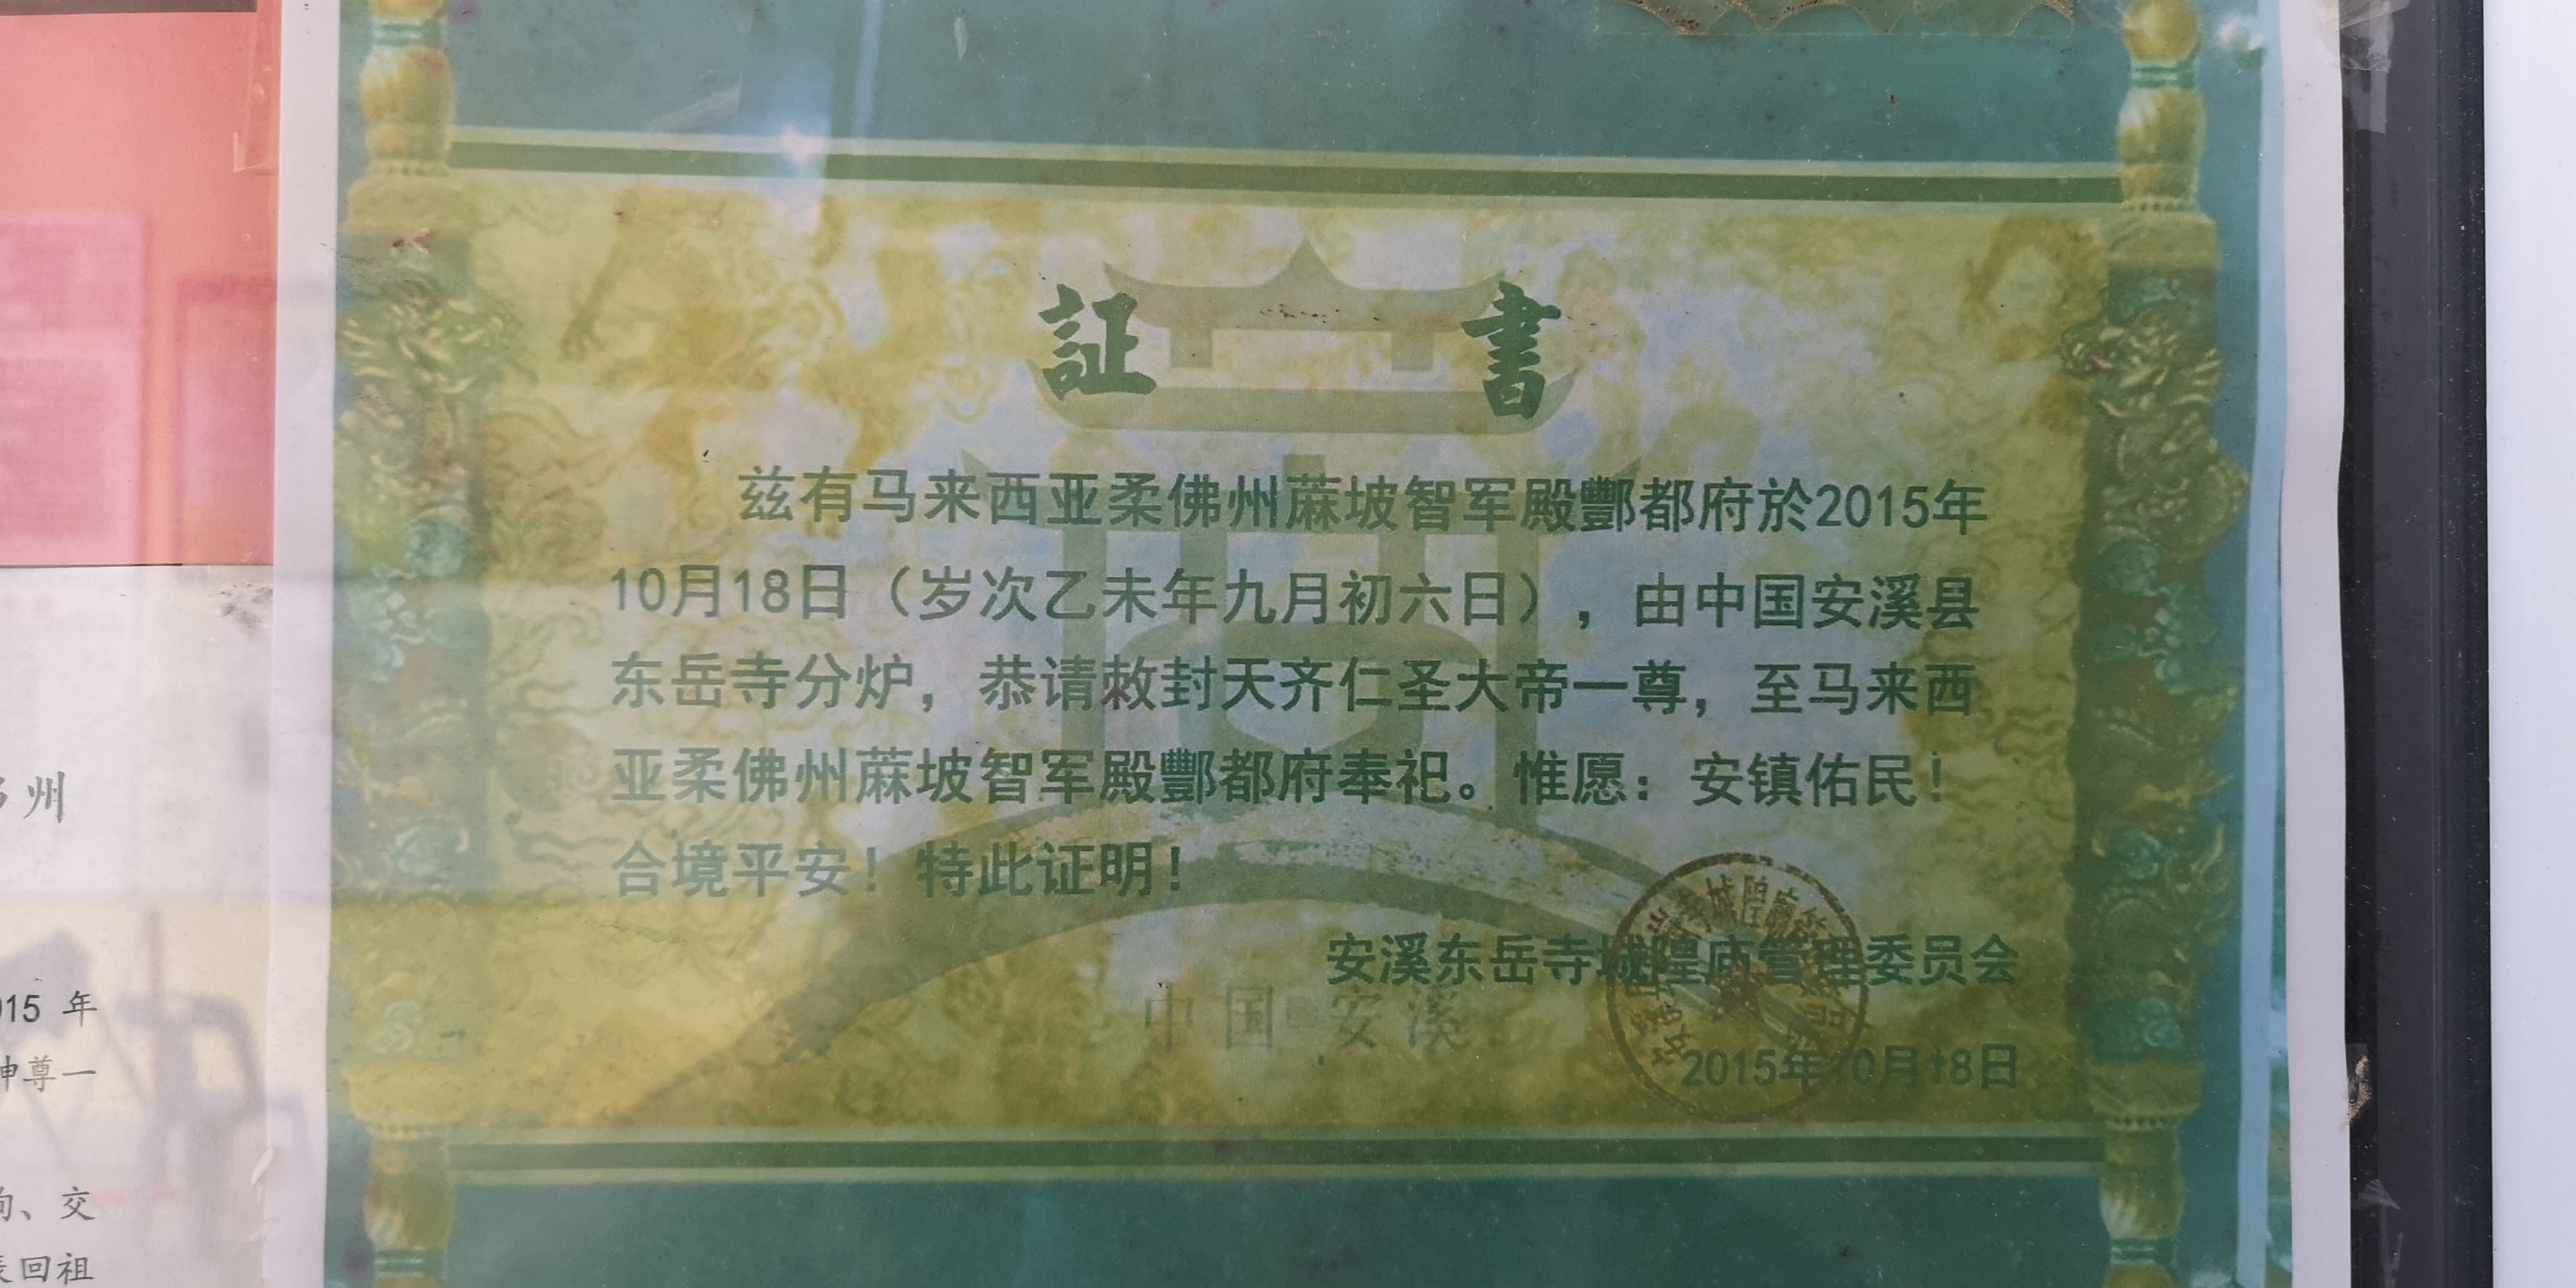 証 書
兹有马来西亚柔佛州蔴坡智军殿酆都府於2015年
10月18日（岁次乙未年九月初六日），由中国安溪县
东岳寺分炉，恭请敕封天齐仁圣大帝一尊，至马来西
亚柔佛州蔴坡智军殿酆都府奉祀。惟愿：安镇佑民！
合境平安！特此证明！
安溪东岳寺城隍庙管理委员会
中国 安溪
2015年10月18日
州
015 年
神尊一
、交
回祖